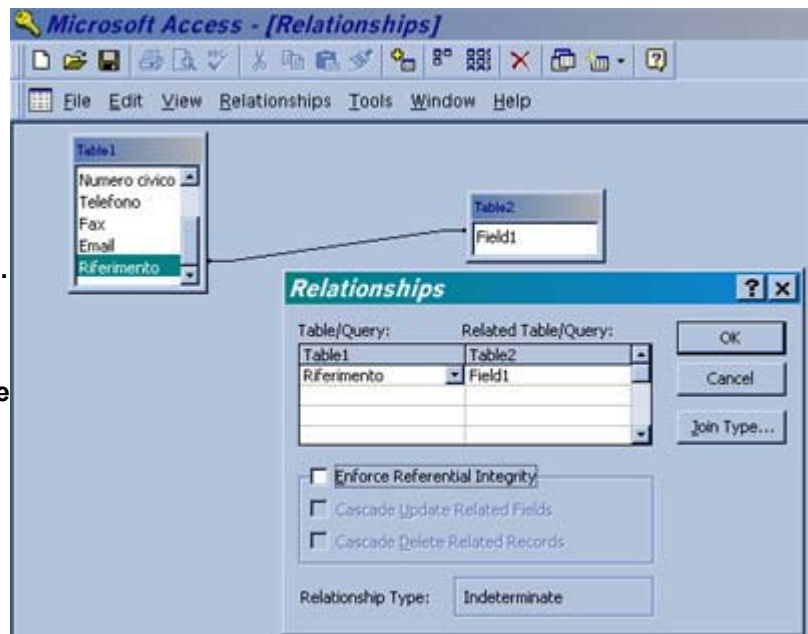 Microsoft Access - [Relationships]
File Edit View Relationships Tools Window Help
Table1
Numero civico
Telefono
Fax
Email
Riferimento
Table2
Field1
.
e
Relationships
Table/Query: Related Table/Query:
Table1 Table2
Riferimento Field1
OK
Cancel
Join Type...
Enforce Referential Integrity
Cascade Update Related Fields
Cascade Delete Related Records
Relationship Type: Indeterminate